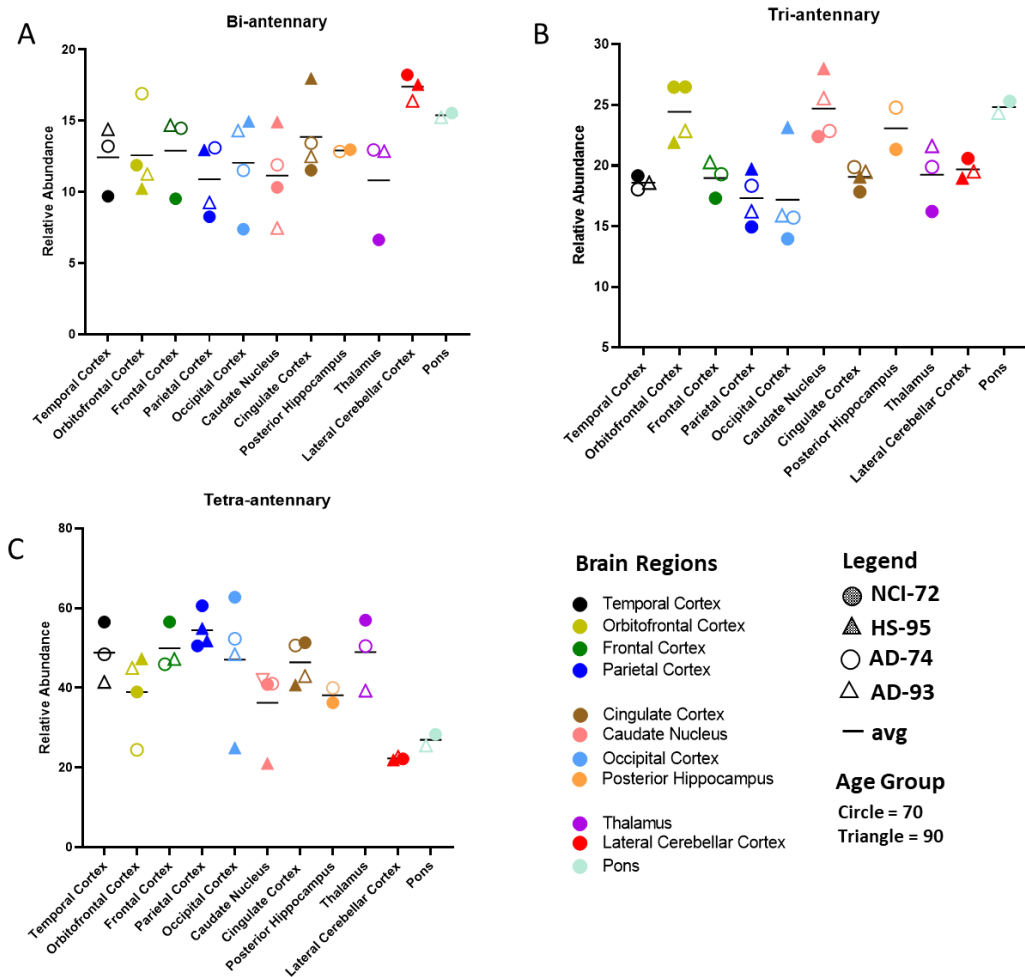 A
Bi-antennary
Relative Abundance
20
15
10
5
0
Temporal Cortex
Orbitofrontal Cortex
Frontal Cortex
Parietal Cortex
Occipital Cortex
Caudate Nucleus
Cingulate Cortex
Posterior Hippocampus
Thalamus
Lateral Cerebellar Cortex
Pons
B
Tri-antennary
Relative Abundance
30
25
20
15
10
5
Temporal Cortex
Orbitofrontal Cortex
Frontal Cortex
Parietal Cortex
Occipital Cortex
Caudate Nucleus
Cingulate Cortex
Posterior Hippocampus
Thalamus
Lateral Cerebellar Cortex
Pons
C
Tetra-antennary
Relative Abundance
80
60
40
20
0
Temporal Cortex
Orbitofrontal Cortex
Frontal Cortex
Parietal Cortex
Occipital Cortex
Caudate Nucleus
Cingulate Cortex
Posterior Hippocampus
Thalamus
Lateral Cerebellar Cortex
Pons
Brain Regions
Temporal Cortex
Orbitofrontal Cortex
Frontal Cortex
Parietal Cortex
Cingulate Cortex
Caudate Nucleus
Occipital Cortex
Posterior Hippocampus
Thalamus
Lateral Cerebellar Cortex
Pons
Legend
NCI-72
HS-95
AD-74
AD-93
avg
Age Group
Circle = 70
Triangle = 90